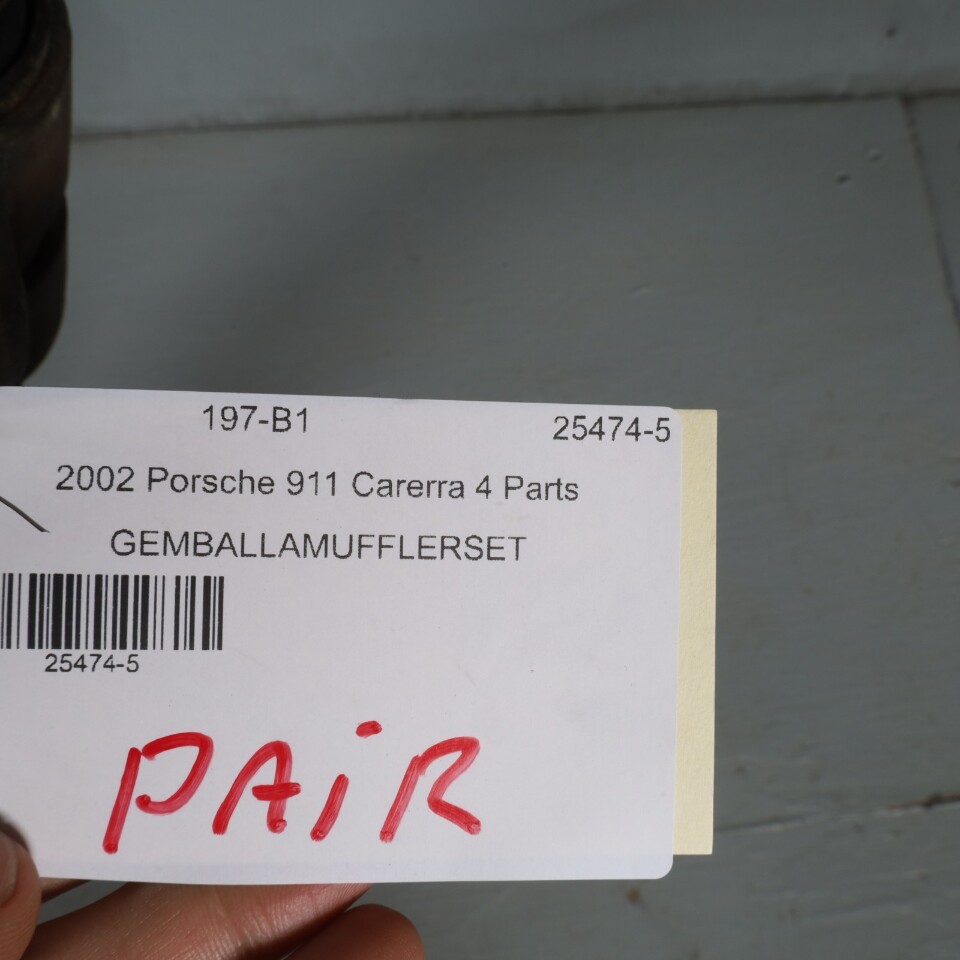 197-B1 25474-5
2002 Porsche 911 Carerra 4 Parts
GEMBALLAMUFFLERSET
25474-5
PAiR